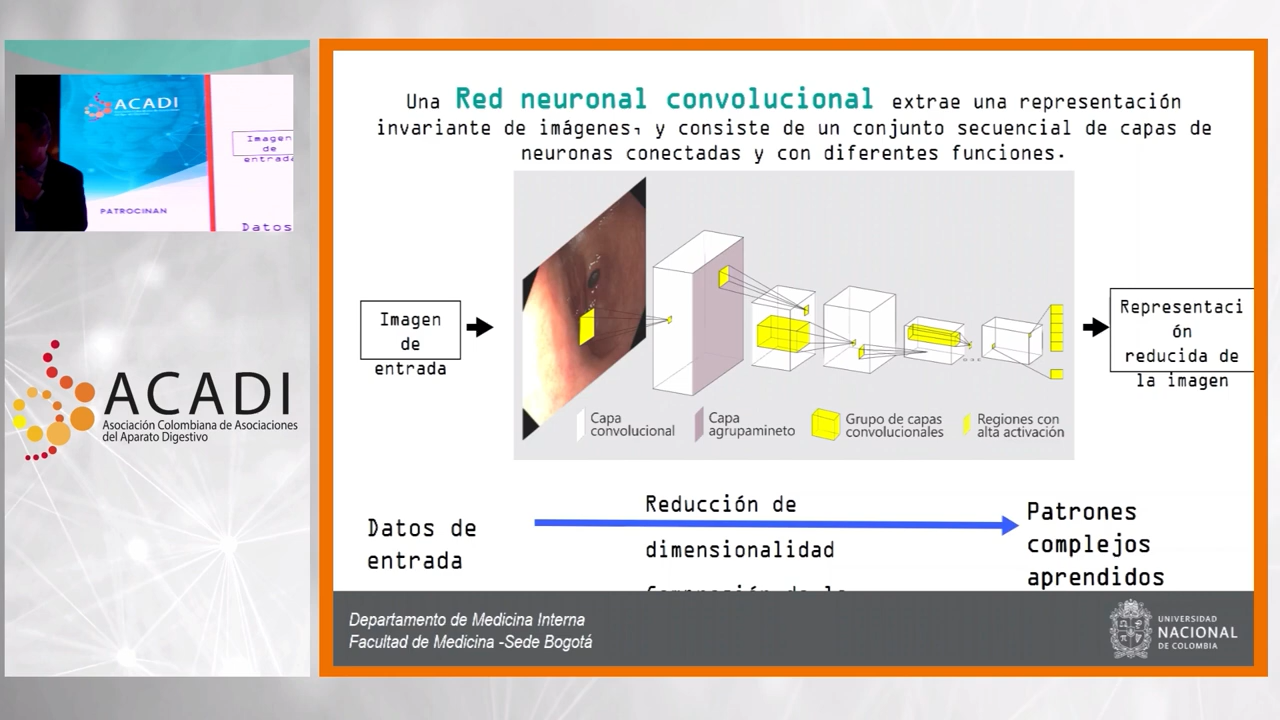 ACADI
Imagen
de
entrada
PATROCINAN
Datos
ACADI
Asociación Colombiana de Asociaciones
del Aparato Digestivo
Una Red neuronal convolucional extrae una representación
invariante de imágenes, y consiste de un conjunto secuencial de capas de
neuronas conectadas y con diferentes funciones.
Imagen
de
entrada
Representaci
ón
reducida de
la imagen
Capa
convolucional
Capa
agrupamineto
Grupo de capas
convolucionales
Regiones con
alta activación
Datos de
entrada
Reducción de
dimensionalidad
Patrones
complejos
aprendidos
Departamento de Medicina Interna
Facultad de Medicina -Sede Bogotá
UNIVERSIDAD
NACIONAL
DE COLOMBIA